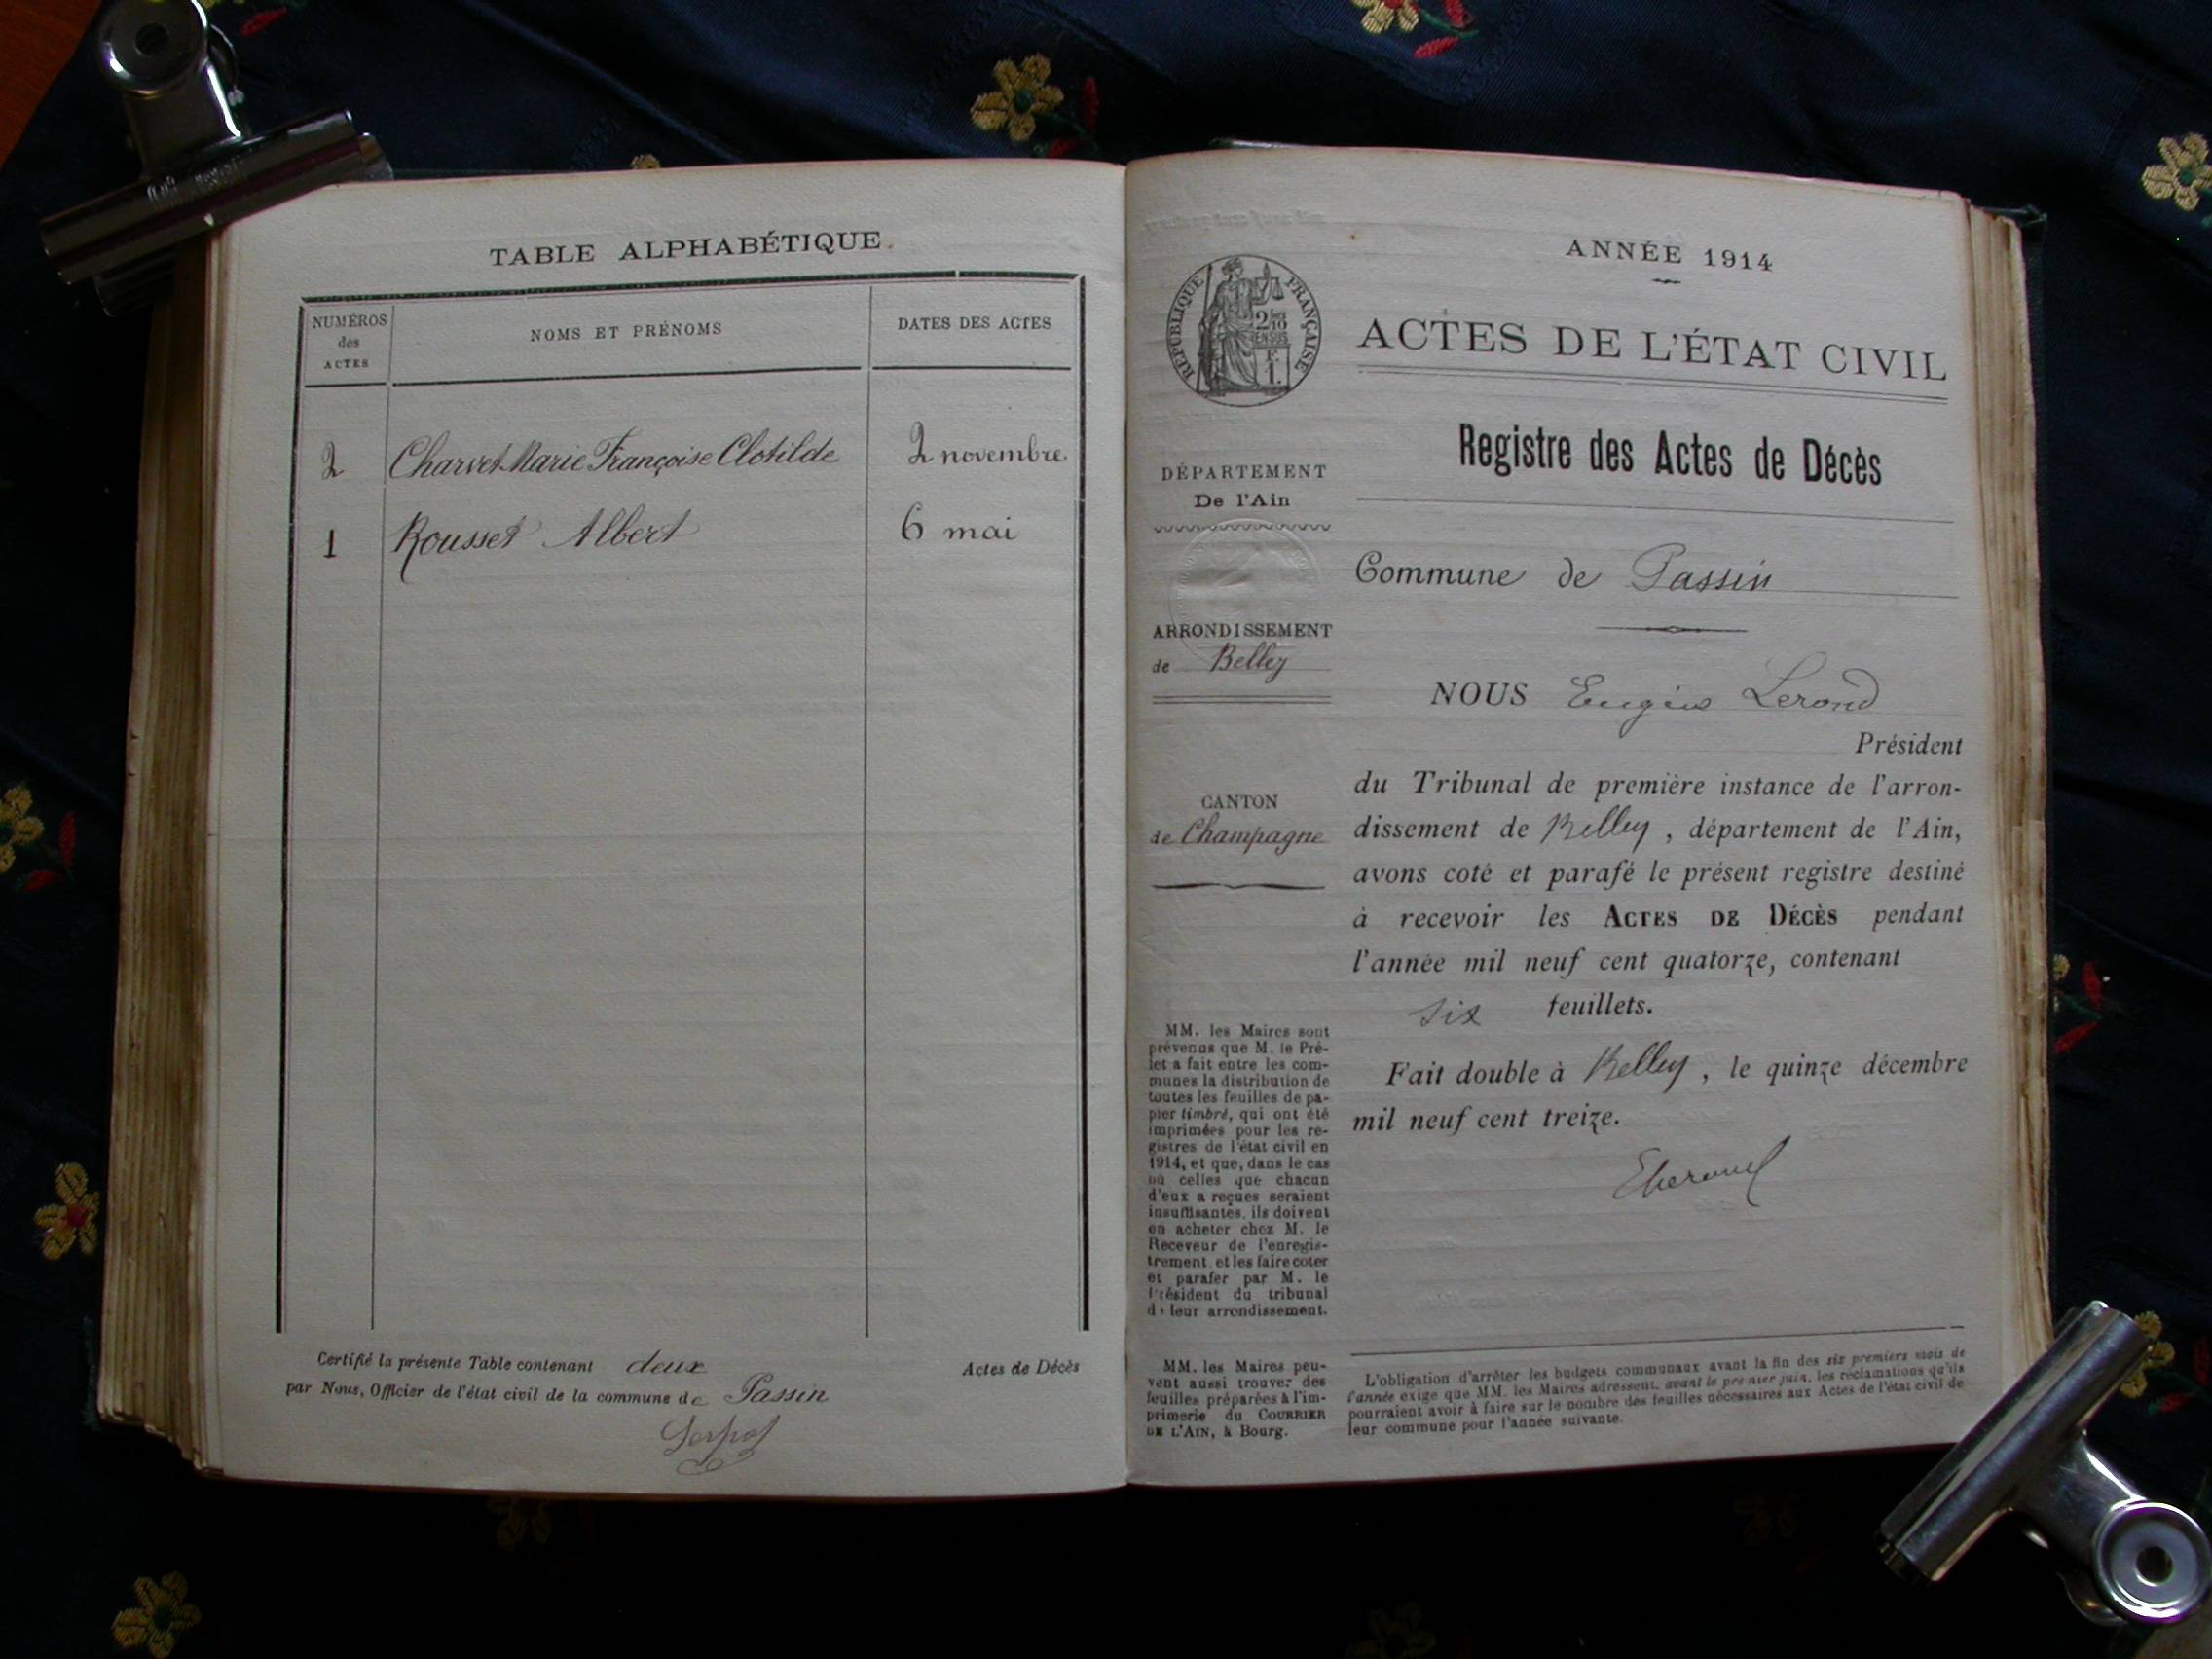 TABLE ALPHABÉTIQUE.
NUMÉROS
des
ACTES
NOMS ET PRÉNOMS
DATES DES ACTES
2 Charvet Marie Françoise Clotilde 2 novembre.
1 Rousset Albert 6 mai
Certifié la présente Table contenant deux Actes de Décès
par Nous, Officier de l'état civil de la commune de Passin
ANNÉE 1914
RÉPUBLIQUE FRANÇAISE
ACTES DE L'ÉTAT CIVIL
Registre des Actes de Décès
DÉPARTEMENT
De l'Ain
Commune de Passin
ARRONDISSEMENT
de Belley
CANTON
de Champagne
NOUS Eugène Lerond
Président
du Tribunal de première instance de l'arron-
dissement de Belley, département de l'Ain,
avons coté et parafé le présent registre destiné
à recevoir les ACTES DE DÉCÈS pendant
l'année mil neuf cent quatorze, contenant
six feuillets.
Fait double à Belley, le quinze décembre
mil neuf cent treize.
MM. les Maires sont
prévenus que M. le Pré-
fet a fait entre les com-
munes la distribution de
toutes les feuilles de pa-
pier timbré, qui ont été
imprimées pour les re-
gistres de l'état civil en
1914, et que, dans le cas
où celles que chacun
d'eux a reçues seraient
insuffisantes, ils doivent
en acheter chez M. le
Receveur de l'enregis-
trement, et les faire coter
et parafer par M. le
Président du tribunal
de leur arrondissement.
MM. les Maires peu-
vent aussi trouver des
feuilles préparées à l'im-
primerie du COURRIER
DE L'AIN, à Bourg.
L'obligation d'arrêter les budgets communaux avant la fin des six premiers mois de
l'année exige que MM. les Maires adressent, avant le premier juin, les réclamations qu'ils
pourraient avoir à faire sur le nombre des feuilles nécessaires aux Actes de l'état civil de
leur commune pour l'année suivante.